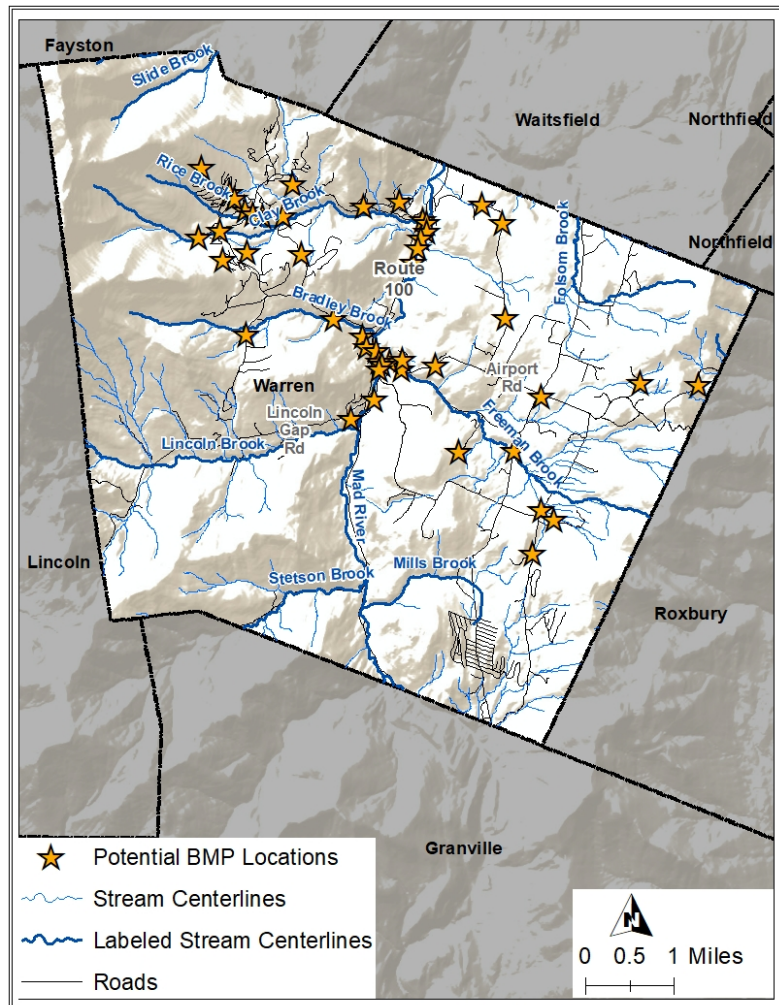 Fayston
Slide Brook
Waitsfield
Northfield
Rice Brook
Clay Brook
Northfield
Folsom Brook
Route
100
Bradley Brook
Airport
Rd
Warren
Lincoln
Gap
Rd
Freeman Brook
Lincoln Brook
Mad River
Mills Brook
Stetson Brook
Lincoln
Roxbury
Granville
Potential BMP Locations
Stream Centerlines
Labeled Stream Centerlines
Roads
N
0 0.5 1 Miles